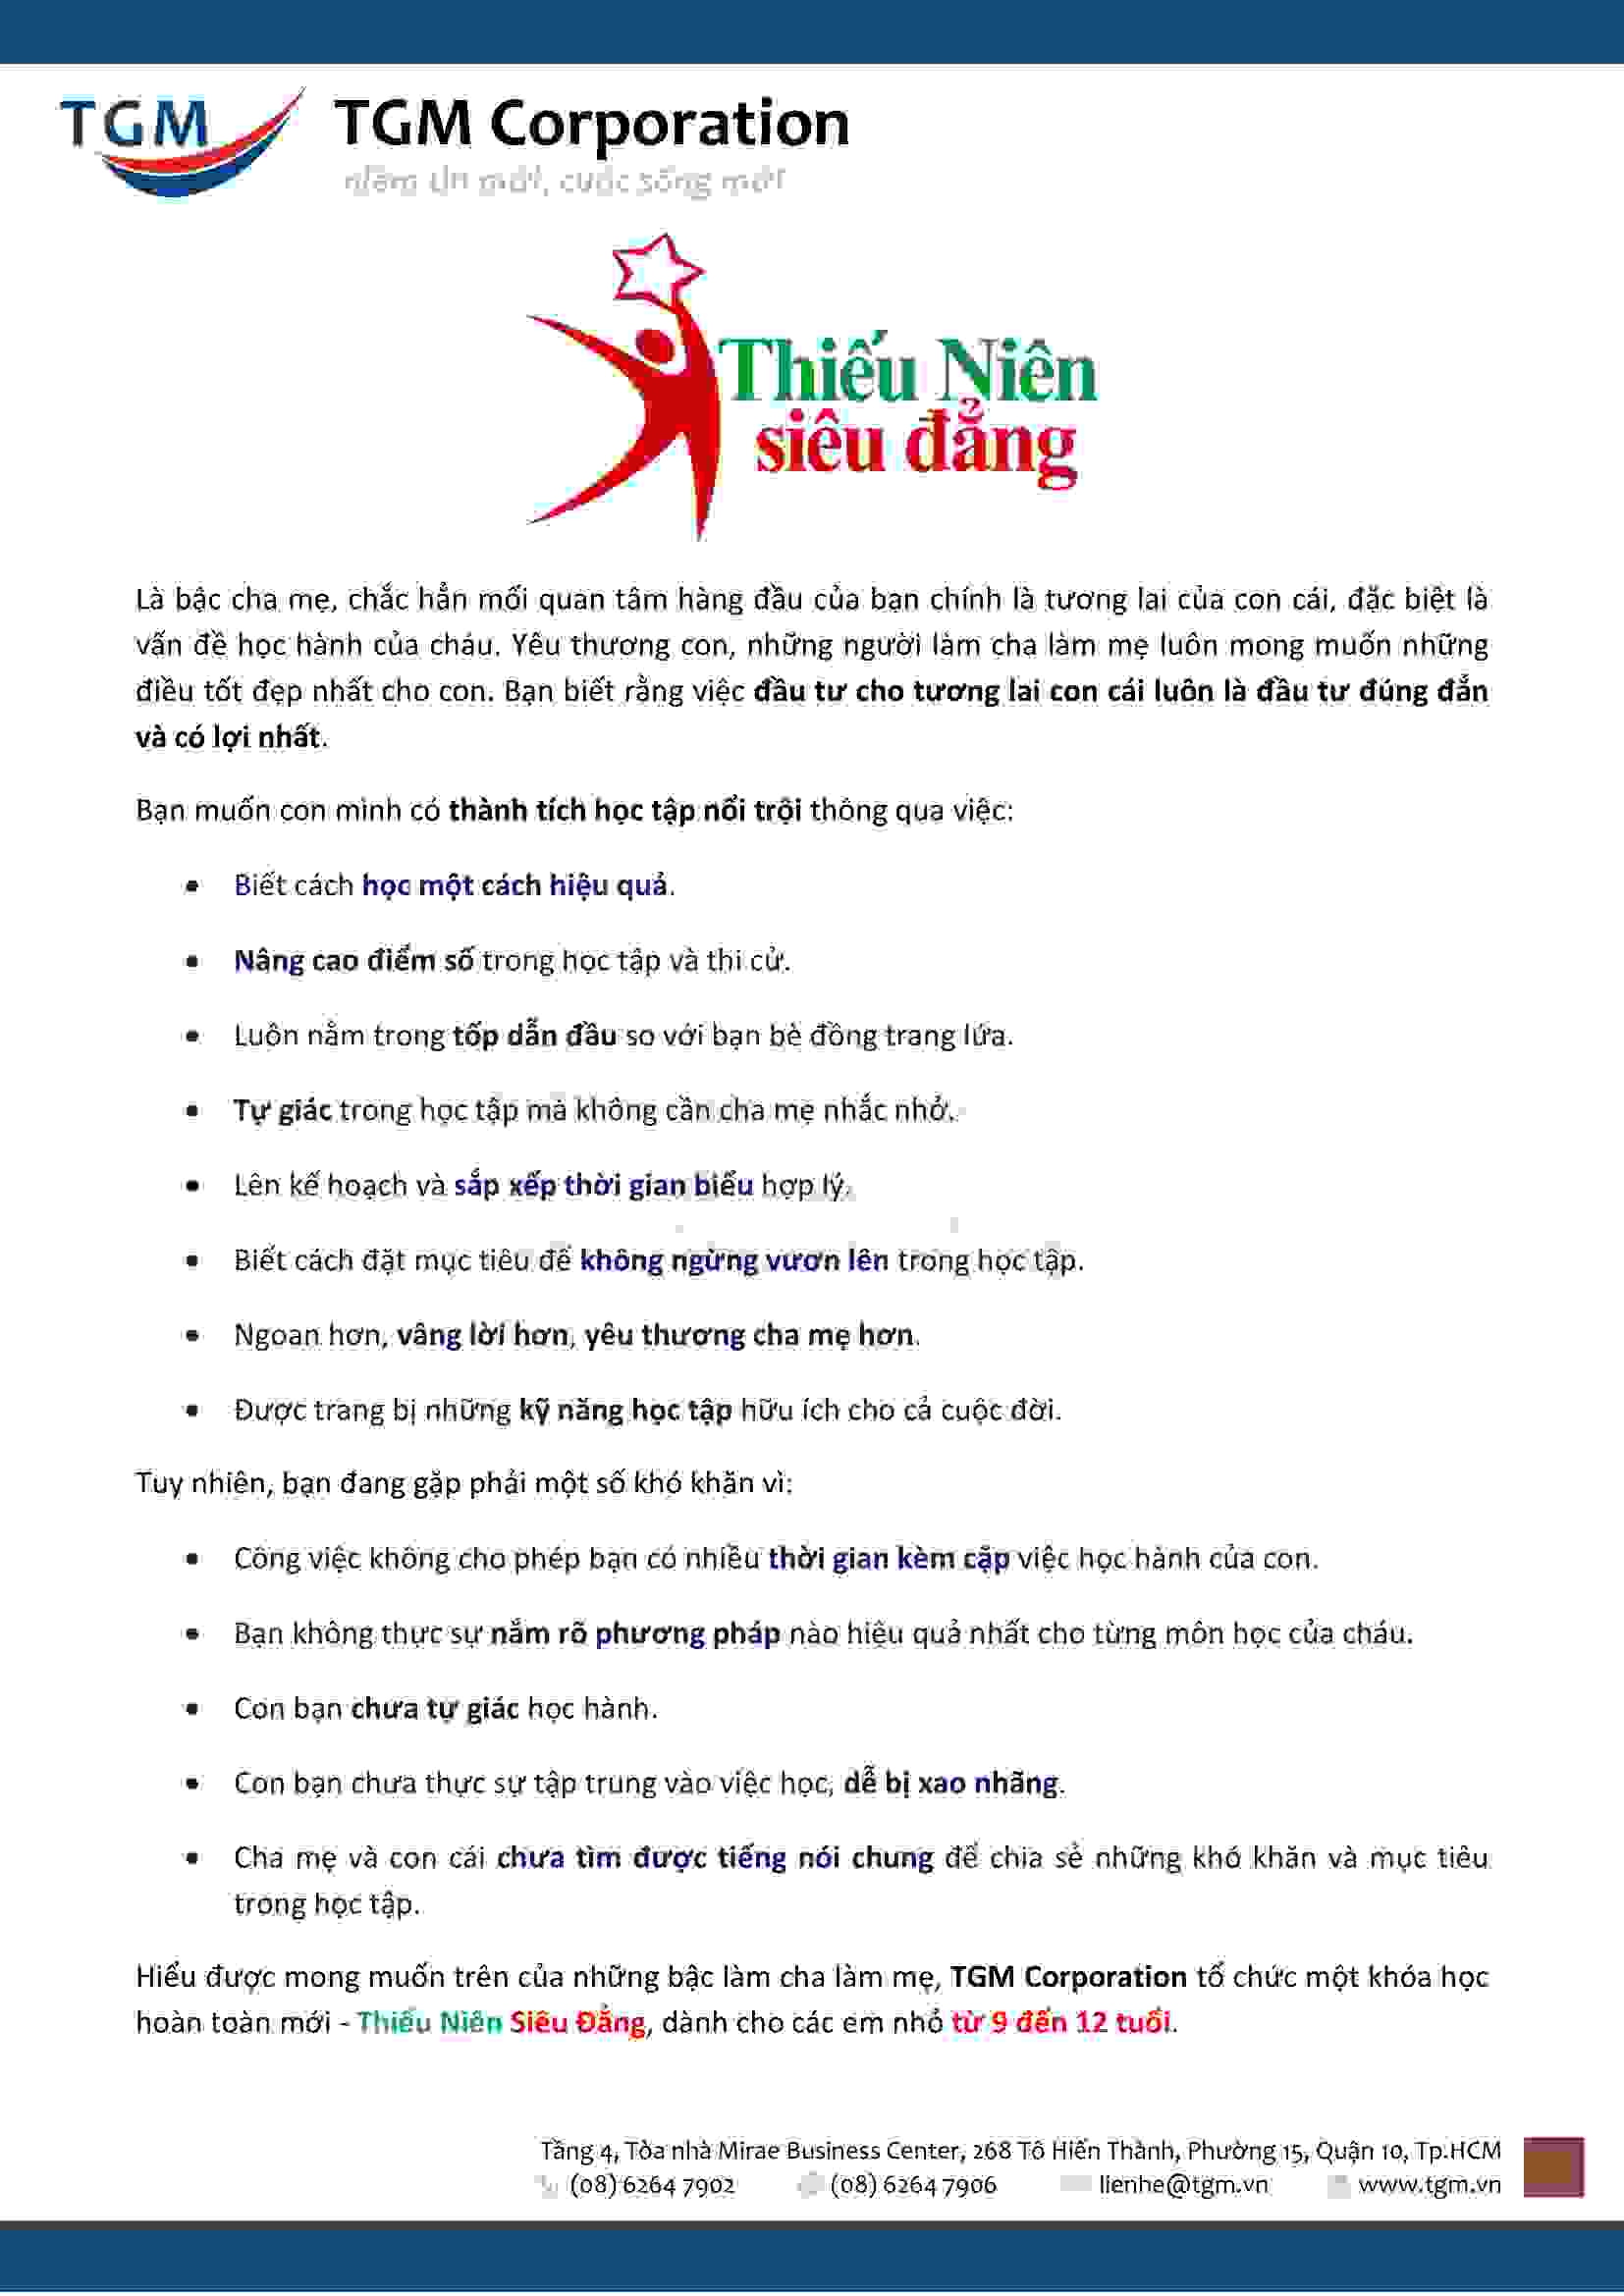 TGM
TGM Corporation
niềm tin mới, cuộc sống mới
Thiếu Niên
siêu đẳng
Là bậc cha mẹ, chắc hẳn mối quan tâm hàng đầu của bạn chính là tương lai của con cái, đặc biệt là
vấn đề học hành của cháu. Yêu thương con, những người làm cha làm mẹ luôn mong muốn những
điều tốt đẹp nhất cho con. Bạn biết rằng việc đầu tư cho tương lai con cái luôn là đầu tư đúng đắn
và có lợi nhất.
Bạn muốn con mình có thành tích học tập nổi trội thông qua việc:
• Biết cách học một cách hiệu quả.
• Nâng cao điểm số trong học tập và thi cử.
• Luôn nằm trong tốp dẫn đầu so với bạn bè đồng trang lứa.
• Tự giác trong học tập mà không cần cha mẹ nhắc nhở.
• Lên kế hoạch và sắp xếp thời gian biểu hợp lý.
• Biết cách đặt mục tiêu để không ngừng vươn lên trong học tập.
• Ngoan hơn, vâng lời hơn, yêu thương cha mẹ hơn.
• Được trang bị những kỹ năng học tập hữu ích cho cả cuộc đời.
Tuy nhiên, bạn đang gặp phải một số khó khăn vì:
• Công việc không cho phép bạn có nhiều thời gian kèm cặp việc học hành của con.
• Bạn không thực sự nắm rõ phương pháp nào hiệu quả nhất cho từng môn học của cháu.
• Con bạn chưa tự giác học hành.
• Con bạn chưa thực sự tập trung vào việc học, dễ bị xao nhãng.
• Cha mẹ và con cái chưa tìm được tiếng nói chung để chia sẻ những khó khăn và mục tiêu
trong học tập.
Hiểu được mong muốn trên của những bậc làm cha làm mẹ, TGM Corporation tổ chức một khóa học
hoàn toàn mới - Thiếu Niên Siêu Đẳng, dành cho các em nhỏ từ 9 đến 12 tuổi.
Tầng 4, Tòa nhà Mirae Business Center, 268 Tô Hiến Thành, Phường 15, Quận 10, Tp.HCM
(08) 6264 7902 (08) 6264 7906 lienhe@tgm.vn www.tgm.vn